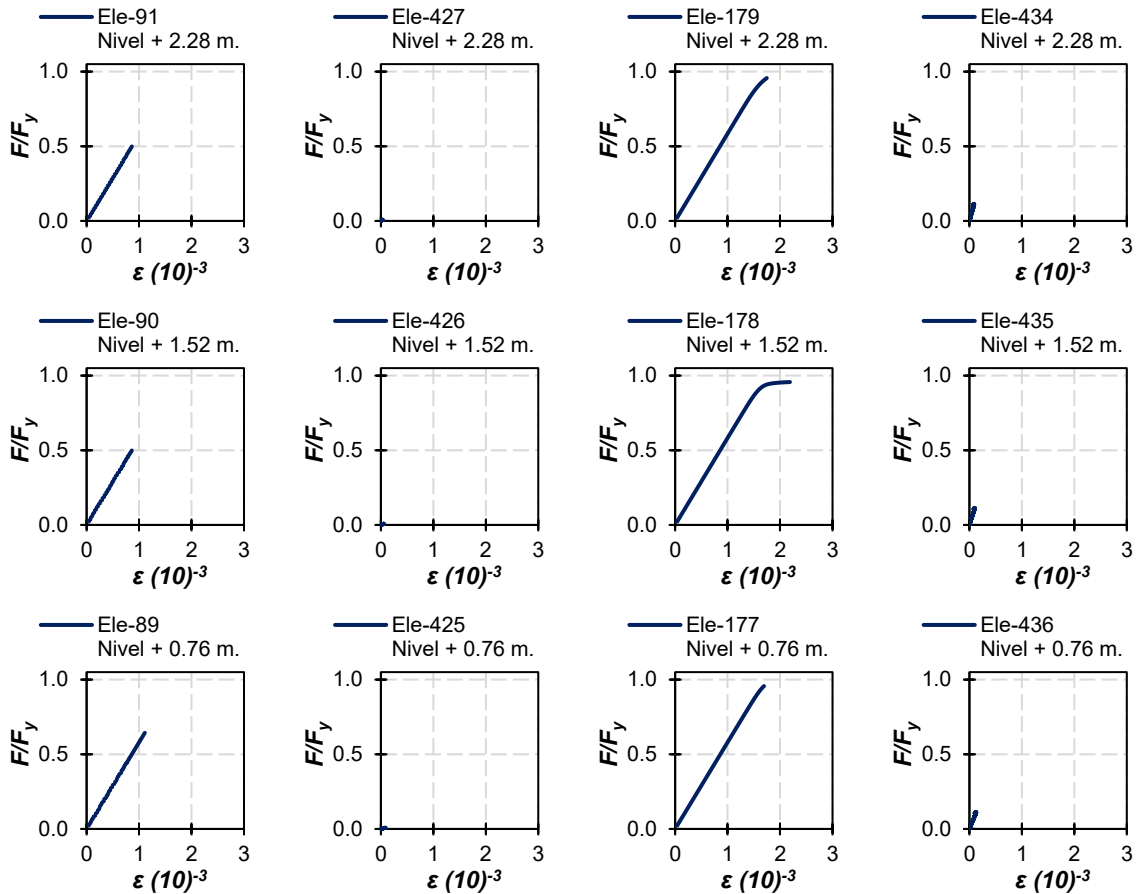 Ele-91
Nivel + 2.28 m.
F/Fy
1.0
0.5
0.0
0 1 2 3
ε (10)-3
Ele-427
Nivel + 2.28 m.
F/Fy
1.0
0.5
0.0
0 1 2 3
ε (10)-3
Ele-179
Nivel + 2.28 m.
F/Fy
1.0
0.5
0.0
0 1 2 3
ε (10)-3
Ele-434
Nivel + 2.28 m.
F/Fy
1.0
0.5
0.0
0 1 2 3
ε (10)-3
Ele-90
Nivel + 1.52 m.
F/Fy
1.0
0.5
0.0
0 1 2 3
ε (10)-3
Ele-426
Nivel + 1.52 m.
F/Fy
1.0
0.5
0.0
0 1 2 3
ε (10)-3
Ele-178
Nivel + 1.52 m.
F/Fy
1.0
0.5
0.0
0 1 2 3
ε (10)-3
Ele-435
Nivel + 1.52 m.
F/Fy
1.0
0.5
0.0
0 1 2 3
ε (10)-3
Ele-89
Nivel + 0.76 m.
F/Fy
1.0
0.5
0.0
0 1 2 3
ε (10)-3
Ele-425
Nivel + 0.76 m.
F/Fy
1.0
0.5
0.0
0 1 2 3
ε (10)-3
Ele-177
Nivel + 0.76 m.
F/Fy
1.0
0.5
0.0
0 1 2 3
ε (10)-3
Ele-436
Nivel + 0.76 m.
F/Fy
1.0
0.5
0.0
0 1 2 3
ε (10)-3